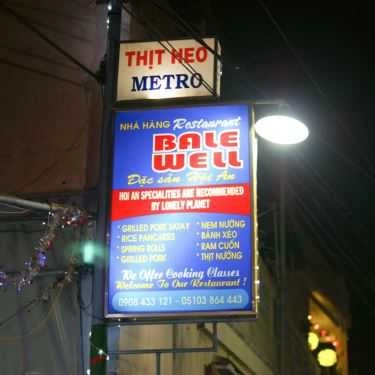 THỊT HEO
METRO
NHÀ HÀNG Restaurant
BALE
WELL
Đặc sản Hội An
HOI AN SPECIALITIES ARE RECOMMENDED
BY LONELY PLANET
* GRILLED PORK SATAY * NEM NƯỚNG
* RICE PANCAKES * BÁNH XÈO
* SPRING ROLLS * RAM CUỐN
* GRILLED PORK * THỊT NƯỚNG
We Offer Cooking Classes
Welcome To Our Restaurant !
0908 433 121 - 05103 864 443